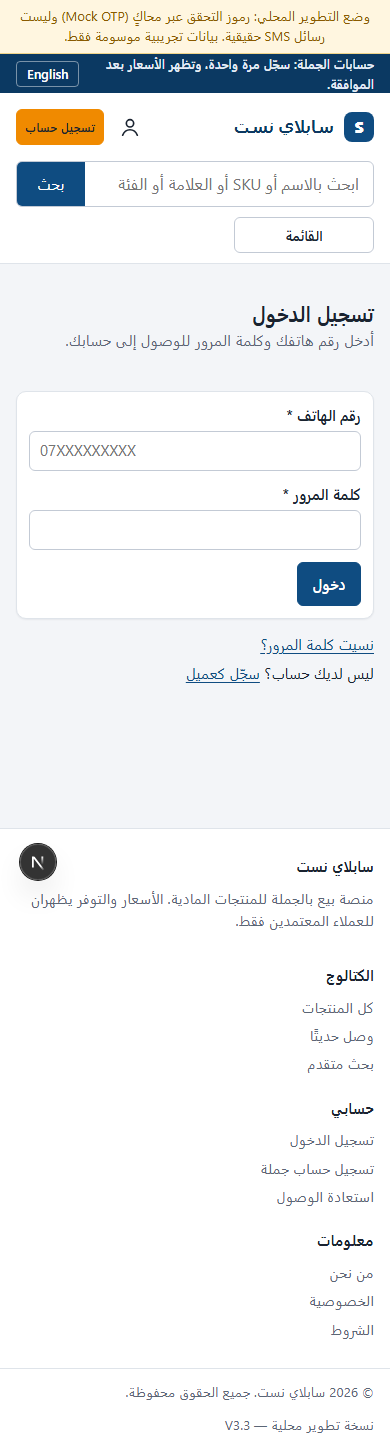 وضع التطوير المحلي: رموز التحقق عبر محاكٍ (Mock OTP) وليست
رسائل SMS حقيقية. بيانات تجريبية موسومة فقط.
حسابات الجملة: سجّل مرة واحدة، وتظهر الأسعار بعد
الموافقة.
English
S
سابلاي نست
تسجيل حساب
ابحث بالاسم أو SKU أو العلامة أو الفئة
بحث
القائمة
تسجيل الدخول
أدخل رقم هاتفك وكلمة المرور للوصول إلى حسابك.
رقم الهاتف *
07XXXXXXXXX
كلمة المرور *
دخول
نسيت كلمة المرور؟
ليس لديك حساب؟ سجّل كعميل
N
سابلاي نست
منصة بيع بالجملة للمنتجات المادية. الأسعار والتوفر يظهران
للعملاء المعتمدين فقط.
الكتالوج
كل المنتجات
وصل حديثًا
بحث متقدم
حسابي
تسجيل الدخول
تسجيل حساب جملة
استعادة الوصول
معلومات
من نحن
الخصوصية
الشروط
© 2026 سابلاي نست. جميع الحقوق محفوظة.
نسخة تطوير محلية — V3.3